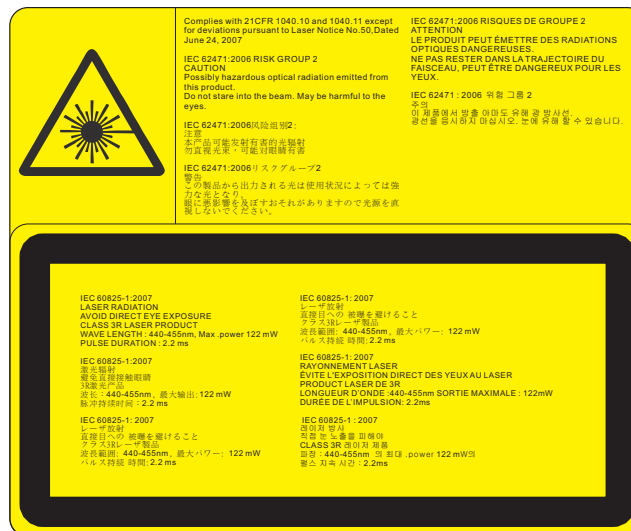 Complies with 21CFR 1040.10 and 1040.11 except
for deviations pursuant to Laser Notice No.50,Dated
June 24, 2007
IEC 62471:2006 RISK GROUP 2
CAUTION
Possibly hazardous optical radiation emitted from
this product.
Do not stare into the beam. May be harmful to the
eyes.
IEC 62471:2006风险组别2:
注意
本产品可能发射有害的光辐射
勿直视光束，可能对眼睛有害
IEC 62471:2006リスクグループ2
警告
この製品から出力される光は使用状況によっては強
力な光となり,
眼に悪影響を及ぼすおそれがありますので光源を直
視しないでください。
IEC 62471:2006 RISQUES DE GROUPE 2
ATTENTION
LE PRODUIT PEUT ÉMETTRE DES RADIATIONS
OPTIQUES DANGEREUSES.
NE PAS RESTER DANS LA TRAJECTOIRE DU
FAISCEAU, PEUT ÊTRE DANGEREUX POUR LES
YEUX.
IEC 62471 : 2006 위험 그룹 2
주의
이 제품에서 방출 아마도 유해 광 방사선.
광선을 응시하지 마십시오. 눈에 유해 할 수 있습니다.
IEC 60825-1:2007
LASER RADIATION
AVOID DIRECT EYE EXPOSURE
CLASS 3R LASER PRODUCT
WAVE LENGTH : 440-455nm, Max .power 122 mW
PULSE DURATION : 2.2 ms
IEC 60825-1:2007
激光辐射
避免直接接触眼睛
3R激光产品
波长：440-455nm, 最大输出: 122 mW
脉冲持续时间：2.2 ms
IEC 60825-1:2007
レーザ放射
直接目への 被曝を避けること
クラス3Rレーザ製品
波長範囲: 440-455nm, 最大パワー: 122 mW
パルス持続 時間: 2.2 ms
IEC 60825-1: 2007
レーザ放射
直接目への 被曝を避けること
クラス3Rレーザ製品
波長範囲: 440-455nm, 最大パワー: 122 mW
パルス持続 時間: 2.2 ms
IEC 60825-1:2007
RAYONNEMENT LASER
ÉVITE L'EXPOSITION DIRECT DES YEUX AU LASER
PRODUCT LASER DE 3R
LONGUEUR D'ONDE :440-455nm SORTIE MAXIMALE : 122mW
DURÉE DE L'IMPULSION: 2.2ms
IEC 60825-1 : 2007
레이저 방사
직접 눈 노출을 피해야
CLASS 3R 레이저 제품
파장 : 440-455nm 의 최대 .power 122 mW의
펄스 지속 시간 : 2.2ms